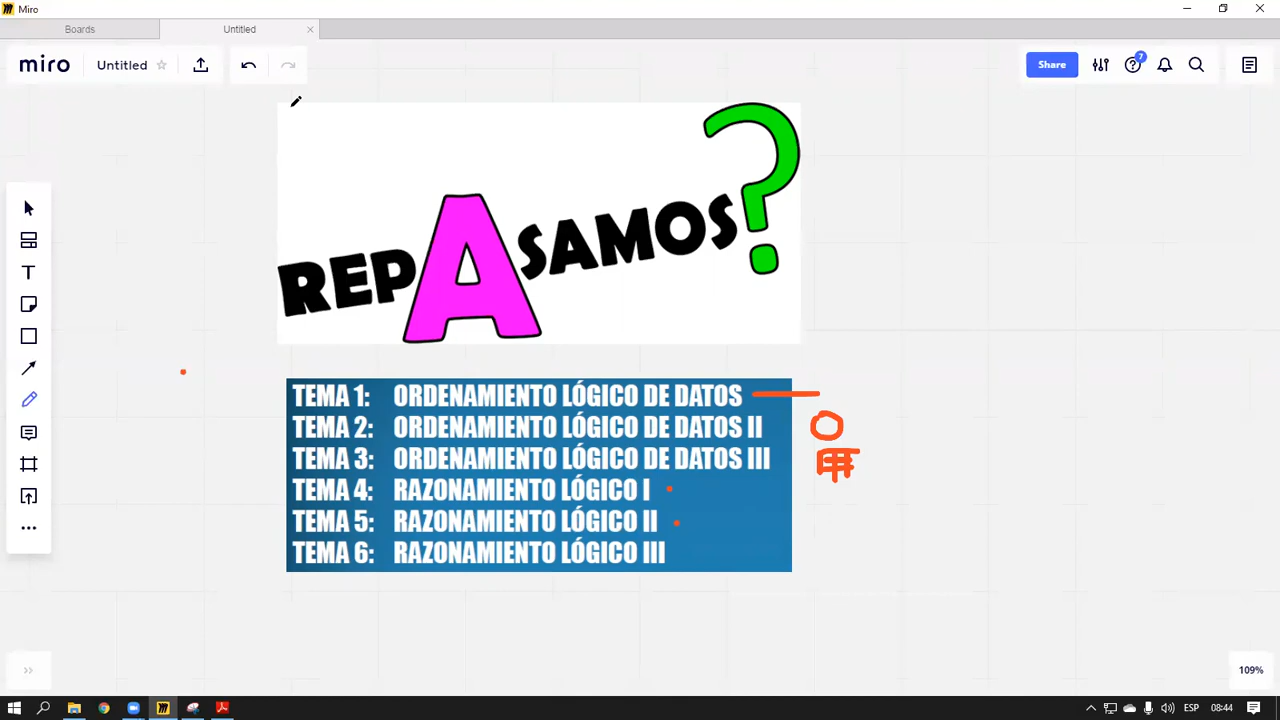 Miro
Boards
Untitled
miro
Untitled
Share
7
REPASAMOS?
TEMA 1: ORDENAMIENTO LÓGICO DE DATOS
TEMA 2: ORDENAMIENTO LÓGICO DE DATOS II
TEMA 3: ORDENAMIENTO LÓGICO DE DATOS III
TEMA 4: RAZONAMIENTO LÓGICO I
TEMA 5: RAZONAMIENTO LÓGICO II
TEMA 6: RAZONAMIENTO LÓGICO III
109%
ESP
08:44